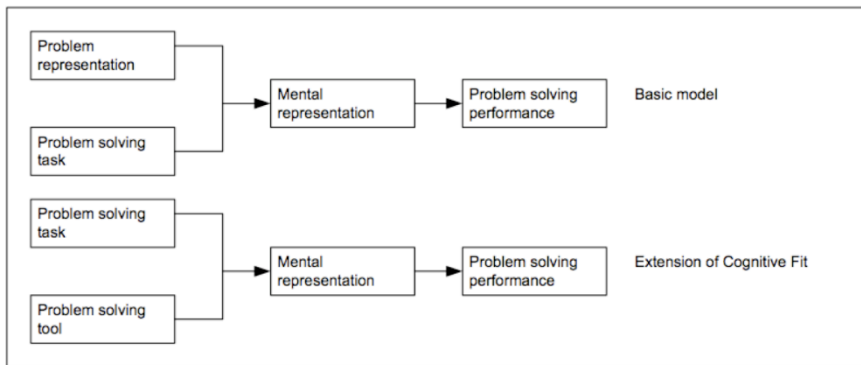 Problem
representation
Mental
representation
Problem solving
performance
Basic model
Problem solving
task
Problem solving
task
Mental
representation
Problem solving
performance
Extension of Cognitive Fit
Problem solving
tool